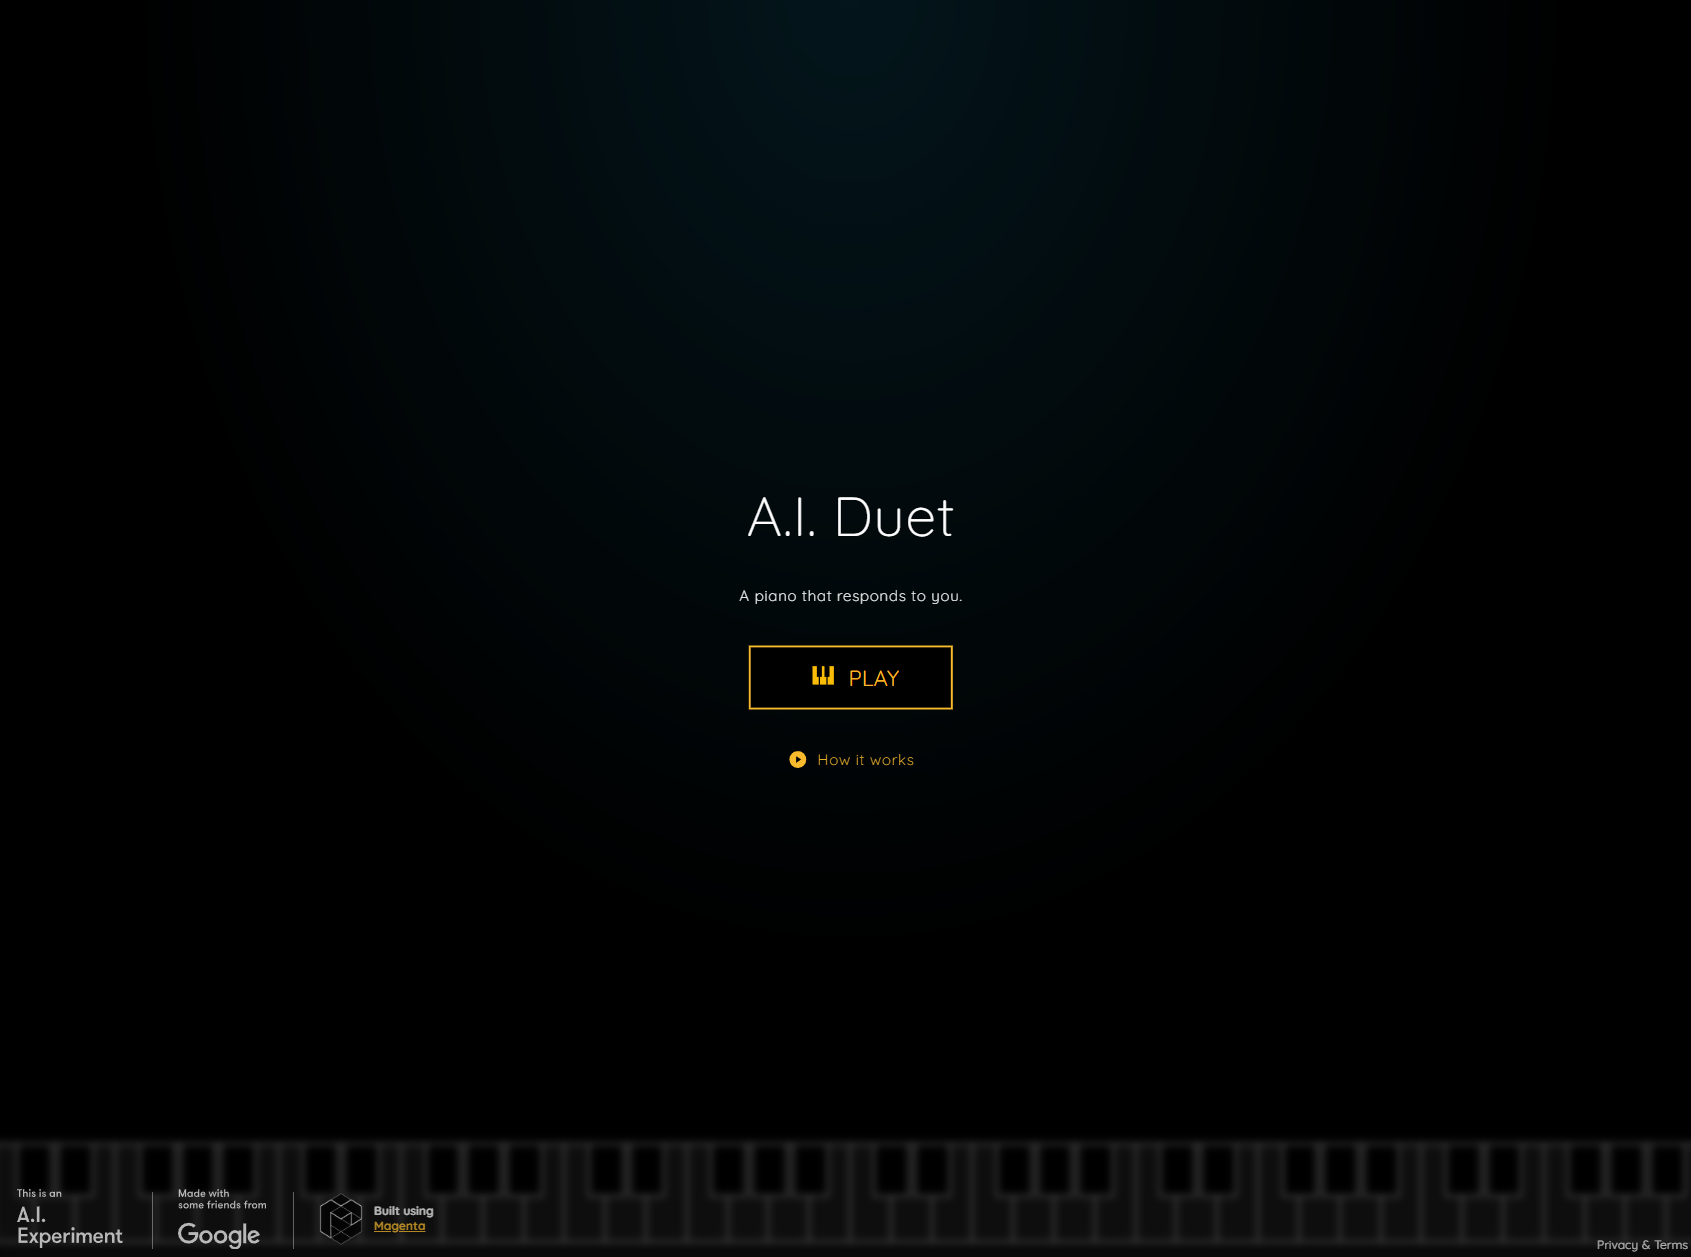 A.I. Duet
A piano that responds to you.
PLAY
How it works
This is an
A.I.
Experiment
Made with
some friends from
Google
Built using
Magenta
Privacy & Terms